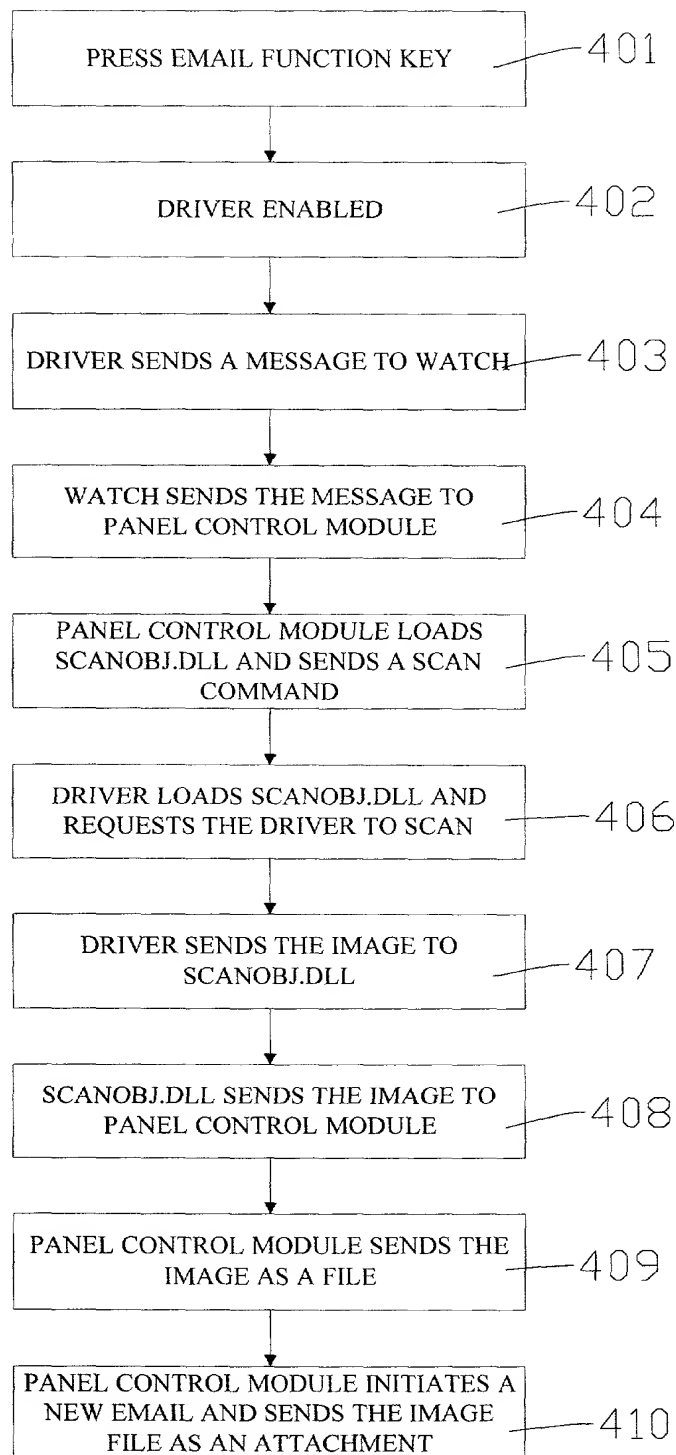 PRESS EMAIL FUNCTION KEY
401
DRIVER ENABLED
402
DRIVER SENDS A MESSAGE TO WATCH
403
WATCH SENDS THE MESSAGE TO
PANEL CONTROL MODULE
404
PANEL CONTROL MODULE LOADS
SCANOBJ.DLL AND SENDS A SCAN
COMMAND
405
DRIVER LOADS SCANOBJ.DLL AND
REQUESTS THE DRIVER TO SCAN
406
DRIVER SENDS THE IMAGE TO
SCANOBJ.DLL
407
SCANOBJ.DLL SENDS THE IMAGE TO
PANEL CONTROL MODULE
408
PANEL CONTROL MODULE SENDS THE
IMAGE AS A FILE
409
PANEL CONTROL MODULE INITIATES A
NEW EMAIL AND SENDS THE IMAGE
FILE AS AN ATTACHMENT
410